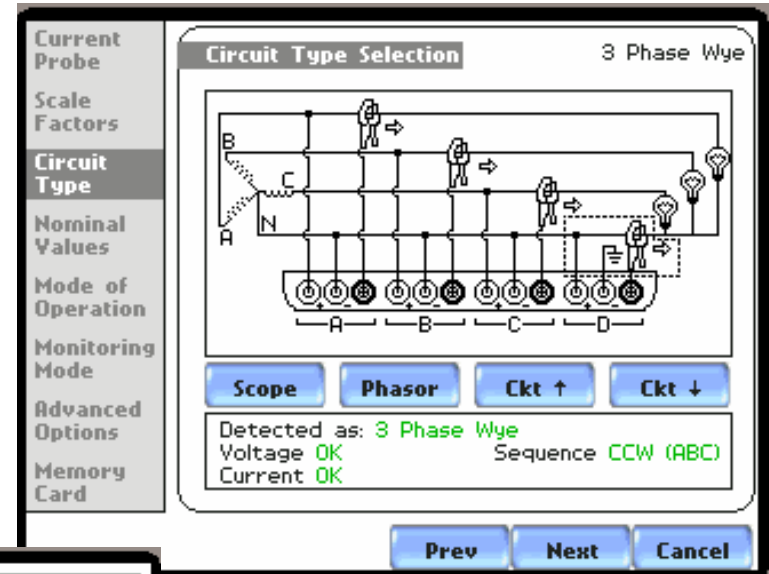 Current
Probe
Scale
Factors
Circuit
Type
Nominal
Values
Mode of
Operation
Monitoring
Mode
Advanced
Options
Memory
Card
Circuit Type Selection
3 Phase Wye
B
C
A
N
+ -
+ -
+ -
+ -
A
B
C
D
Scope
Phasor
Ckt ↑
Ckt ↓
Detected as: 3 Phase Wye
Voltage OK Sequence CCW (ABC)
Current OK
Prev
Next
Cancel